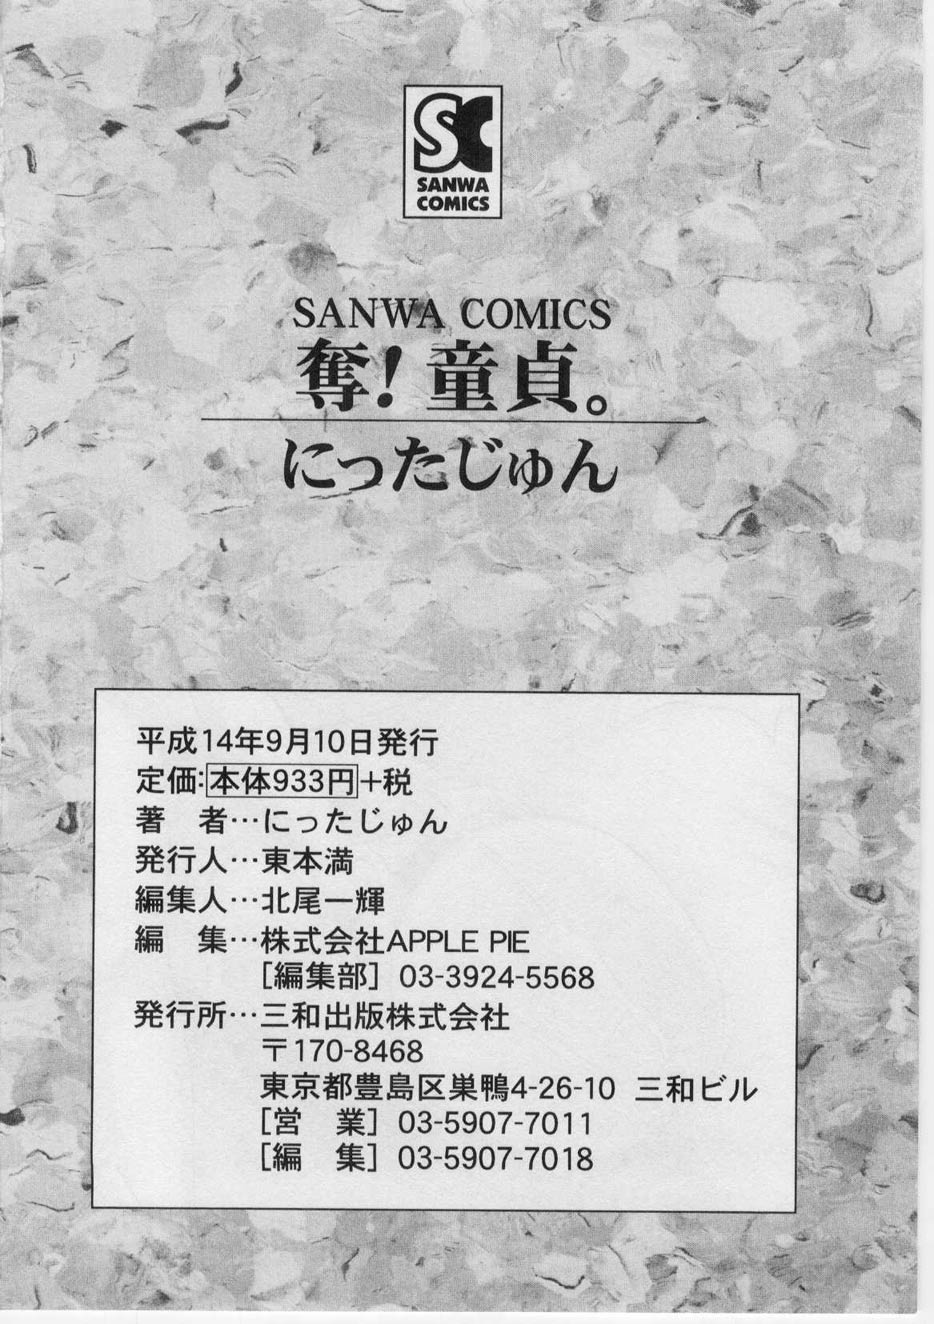 SC
SANWA
COMICS
SANWA COMICS
奪!童貞。
にったじゅん
平成14年9月10日発行
定価:本体933円+税
著　者…にったじゅん
発行人…東本満
編集人…北尾一輝
編　集…株式会社APPLE PIE
[編集部] 03-3924-5568
発行所…三和出版株式会社
〒170-8468
東京都豊島区巣鴨4-26-10 三和ビル
[営　業] 03-5907-7011
[編　集] 03-5907-7018